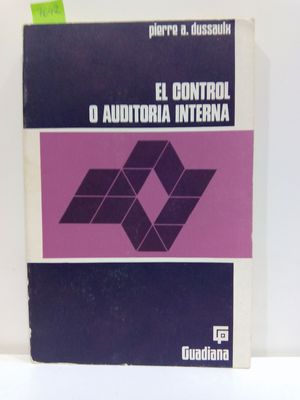 pierre a. dussaulx
EL CONTROL
O AUDITORIA INTERNA
Guadiana